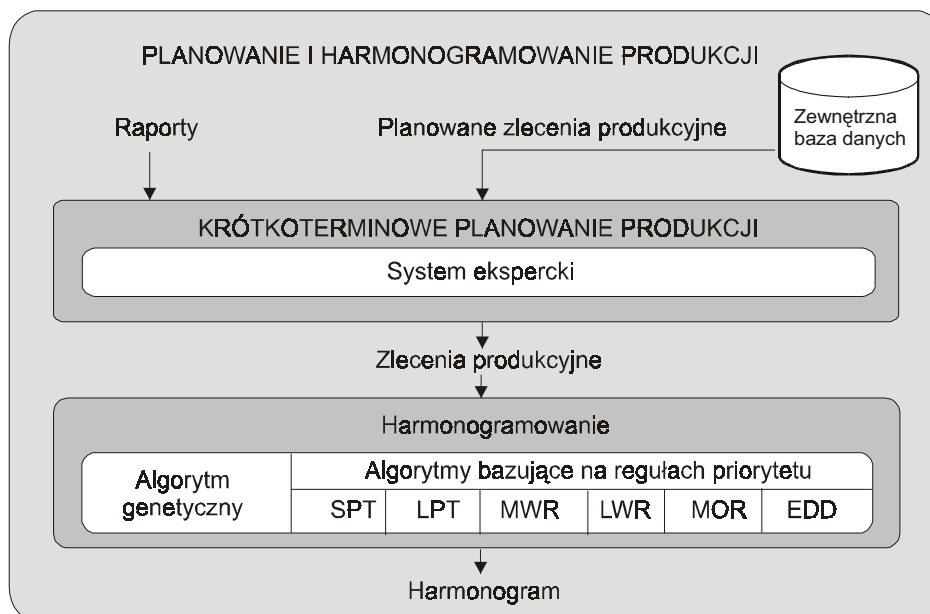 PLANOWANIE I HARMONOGRAMOWANIE PRODUKCJI
Zewnętrzna
baza danych
Raporty
Planowane zlecenia produkcyjne
KRÓTKOTERMINOWE PLANOWANIE PRODUKCJI
System ekspercki
Zlecenia produkcyjne
Harmonogramowanie
Algorytm
genetyczny
Algorytmy bazujące na regułach priorytetu
SPT LPT MWR LWR MOR EDD
Harmonogram